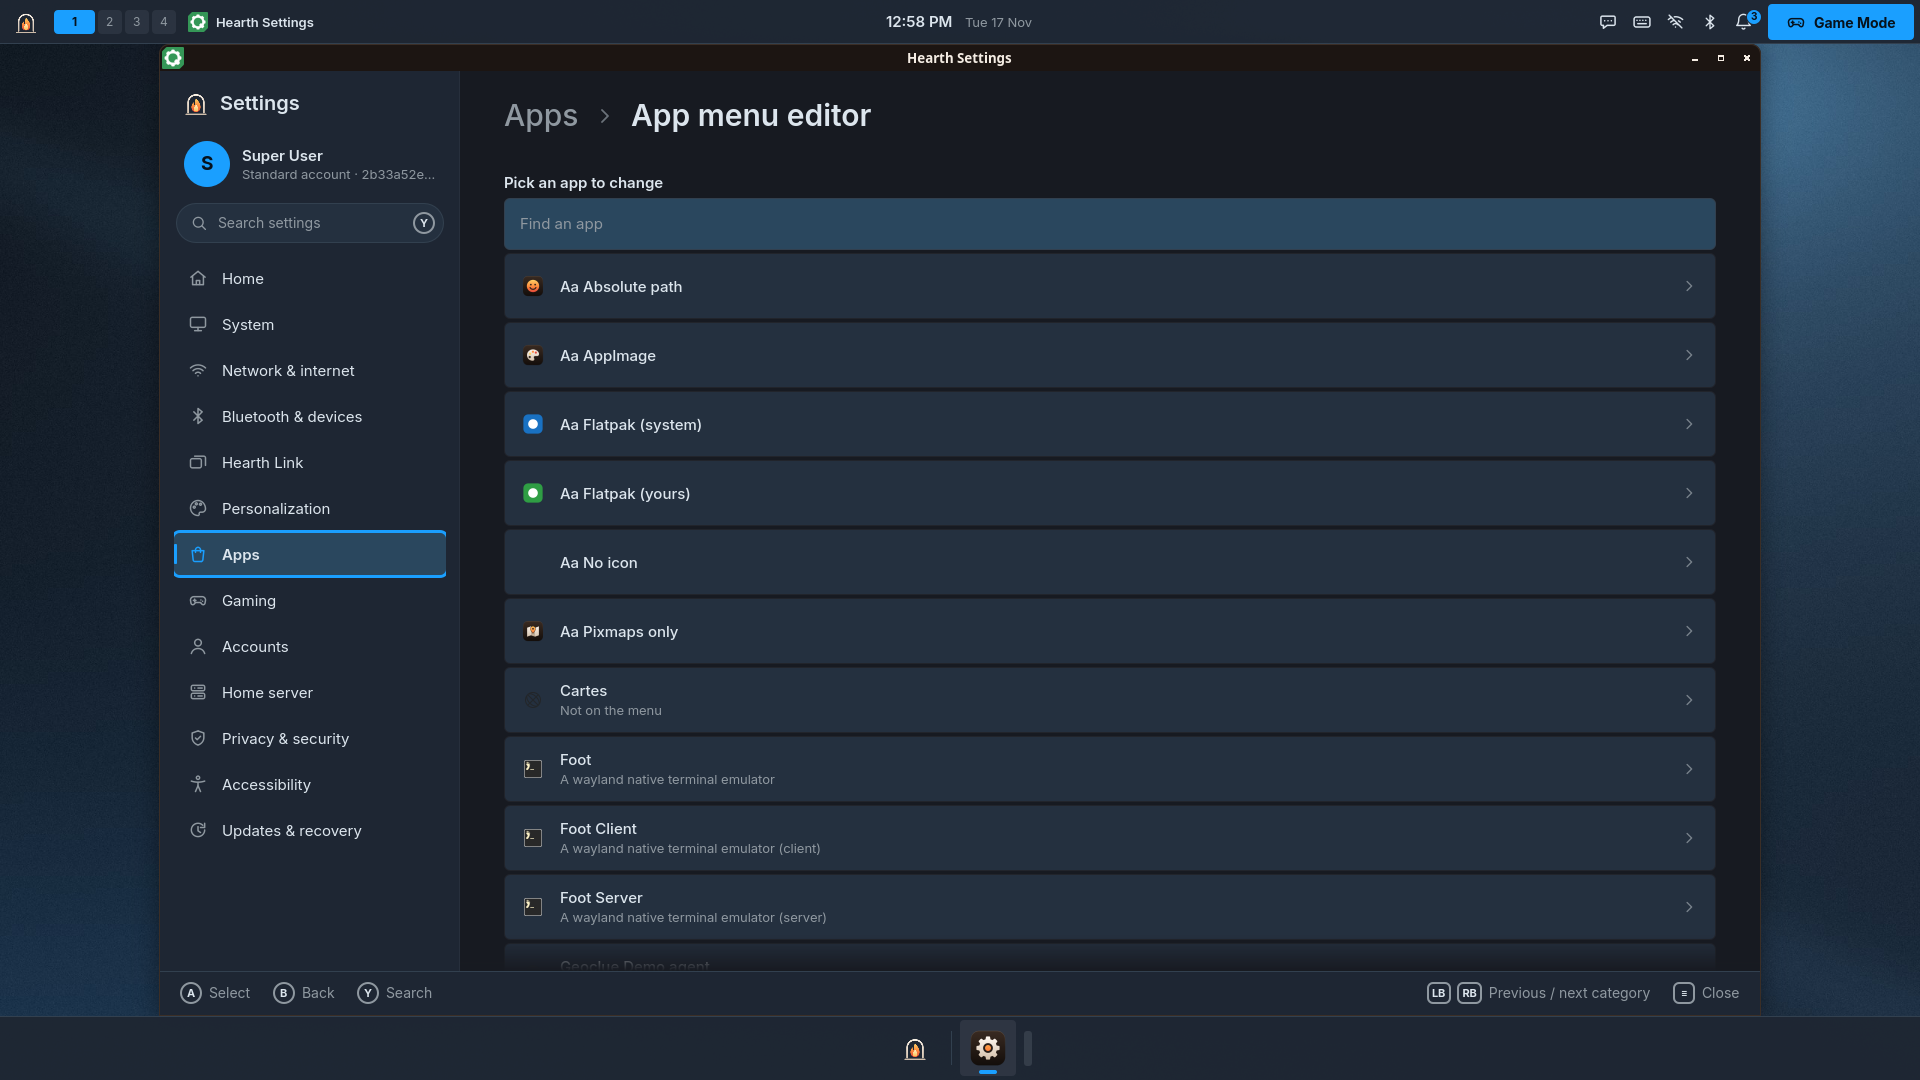 1 2 3 4 Hearth Settings 12:58 PM Tue 17 Nov 3 Game Mode
Hearth Settings
Settings
S Super User
Standard account · 2b33a52e...
Search settings Y
Home
System
Network & internet
Bluetooth & devices
Hearth Link
Personalization
Apps
Gaming
Accounts
Home server
Privacy & security
Accessibility
Updates & recovery
Apps > App menu editor
Pick an app to change
Find an app
Aa Absolute path
Aa AppImage
Aa Flatpak (system)
Aa Flatpak (yours)
Aa No icon
Aa Pixmaps only
Cartes
Not on the menu
Foot
A wayland native terminal emulator
Foot Client
A wayland native terminal emulator (client)
Foot Server
A wayland native terminal emulator (server)
Geoclue Demo agent
A Select B Back Y Search LB RB Previous / next category ≡ Close